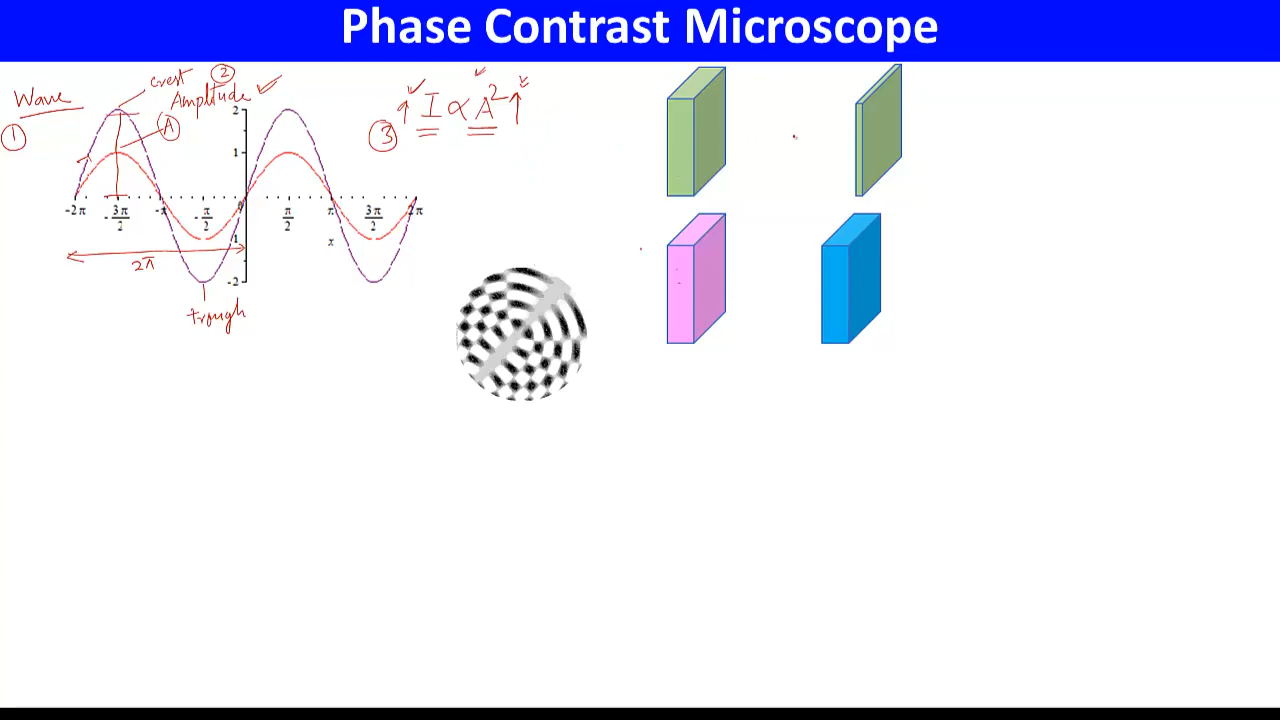 Phase Contrast Microscope
Wave
①
crest ②
Amplitude ✓
Ⓐ
③ ↑ I ∝ A² ↑
2
1
-2π -3π/2 -π -π/2 0 π/2 π 3π/2 2π
x
1
-2
2π
trough